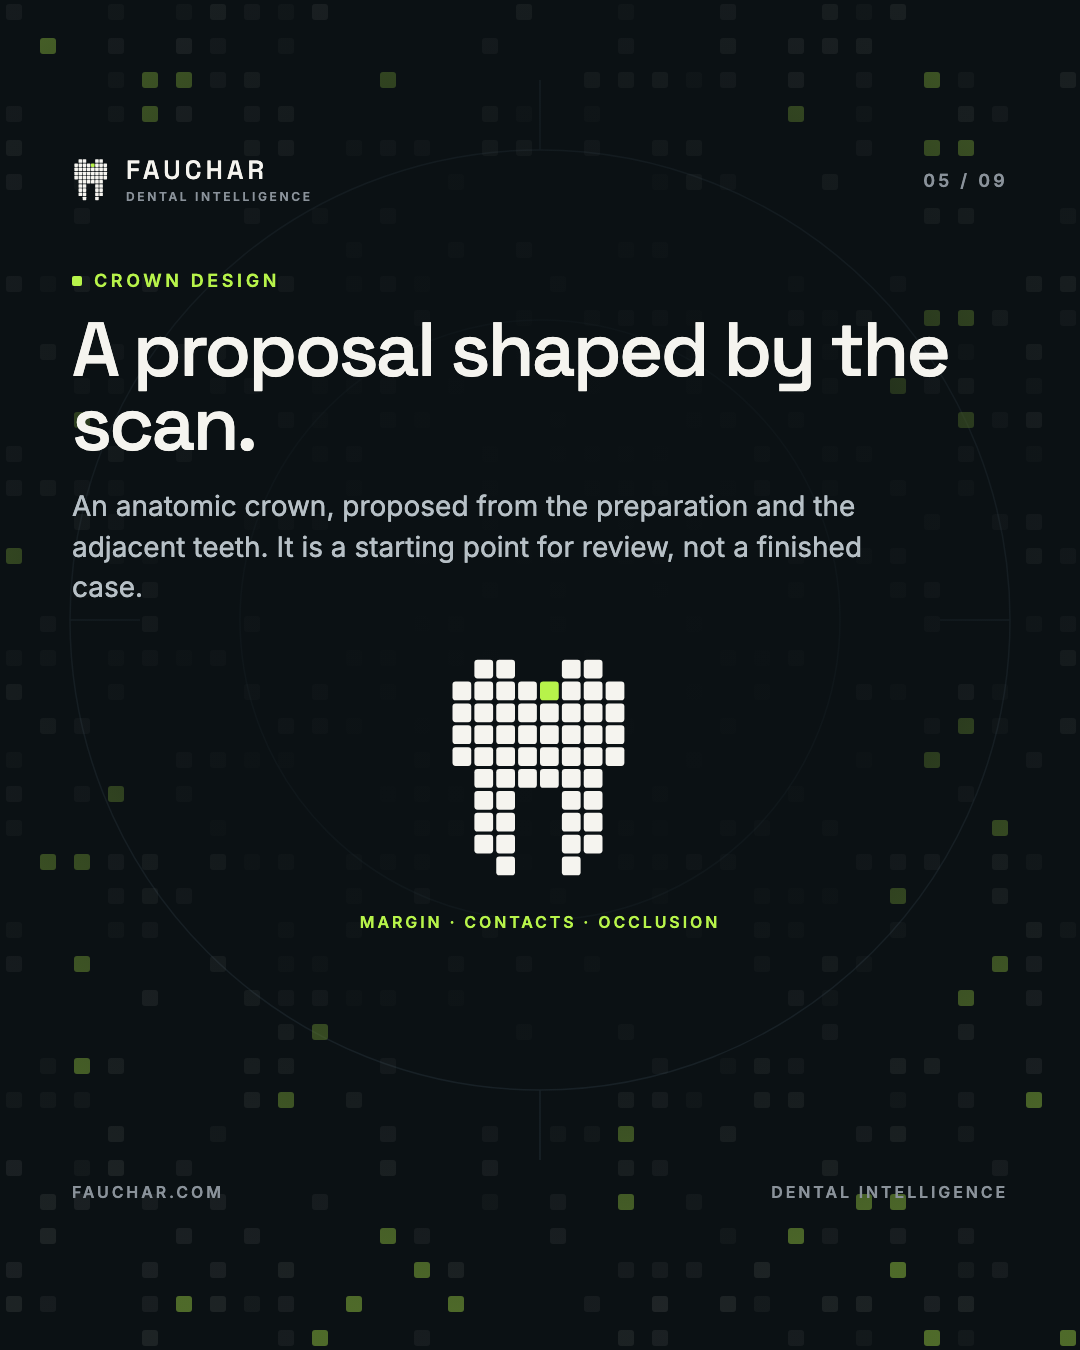 FAUCHAR
DENTAL INTELLIGENCE
05 / 09
CROWN DESIGN
A proposal shaped by the
scan.
An anatomic crown, proposed from the preparation and the
adjacent teeth. It is a starting point for review, not a finished
case.
MARGIN · CONTACTS · OCCLUSION
FAUCHAR.COM
DENTAL INTELLIGENCE